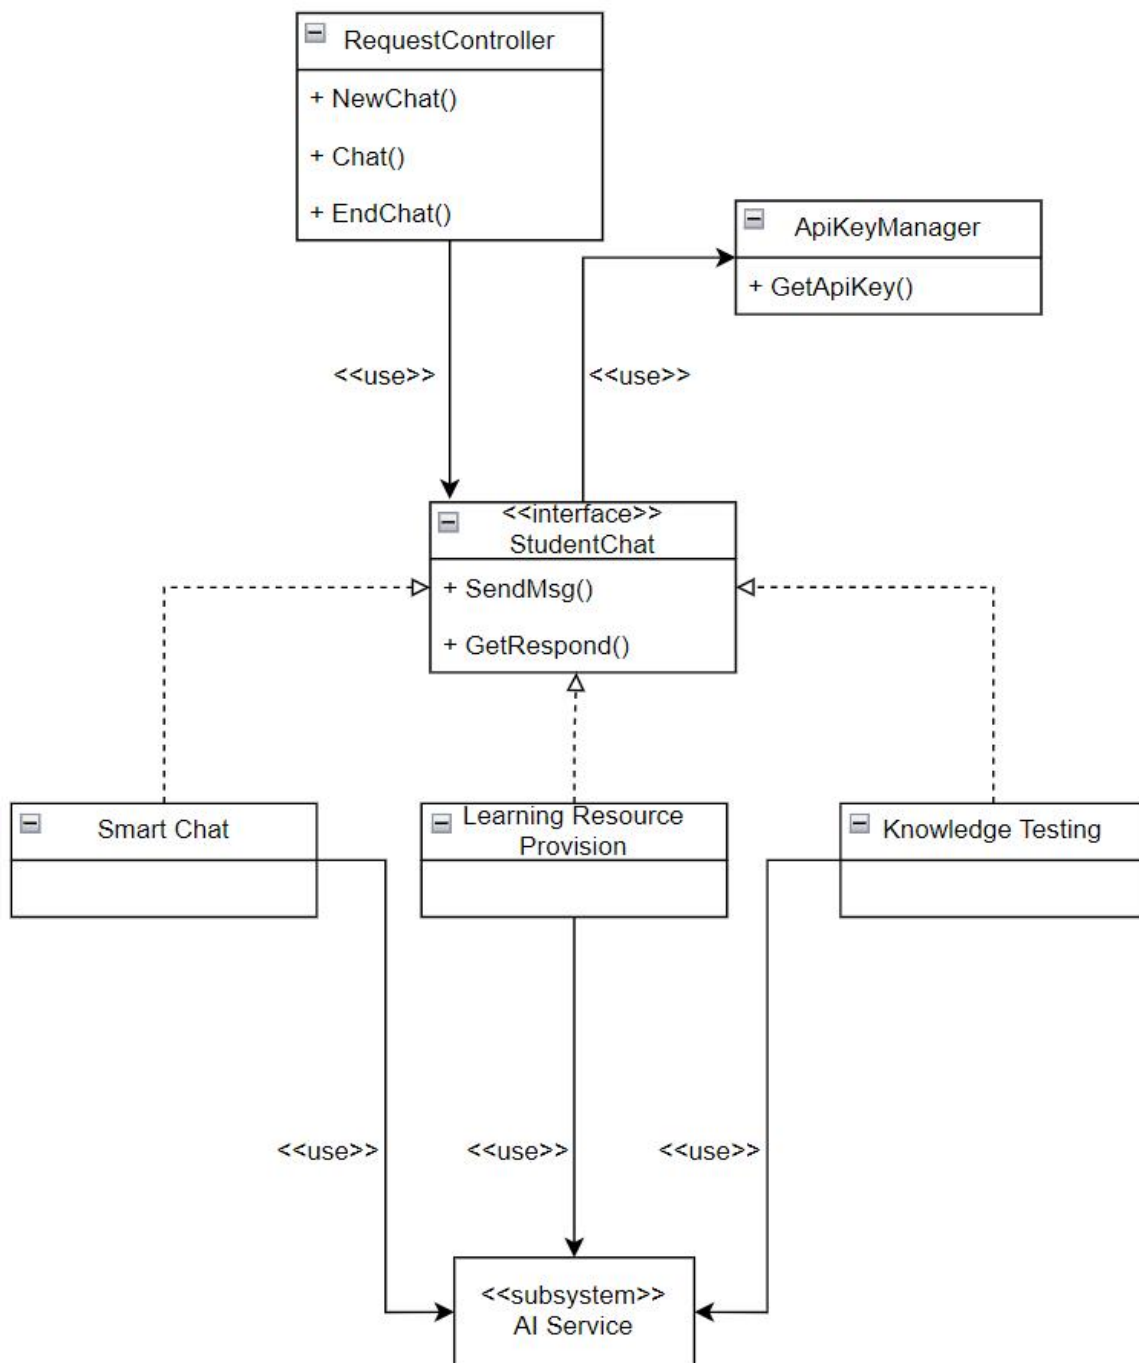 RequestController
+ NewChat()
+ Chat()
+ EndChat()
ApiKeyManager
+ GetApiKey()
<<use>>
<<use>>
<<interface>>
StudentChat
+ SendMsg()
+ GetRespond()
Smart Chat
Learning Resource
Provision
Knowledge Testing
<<use>>
<<use>>
<<use>>
<<subsystem>>
AI Service